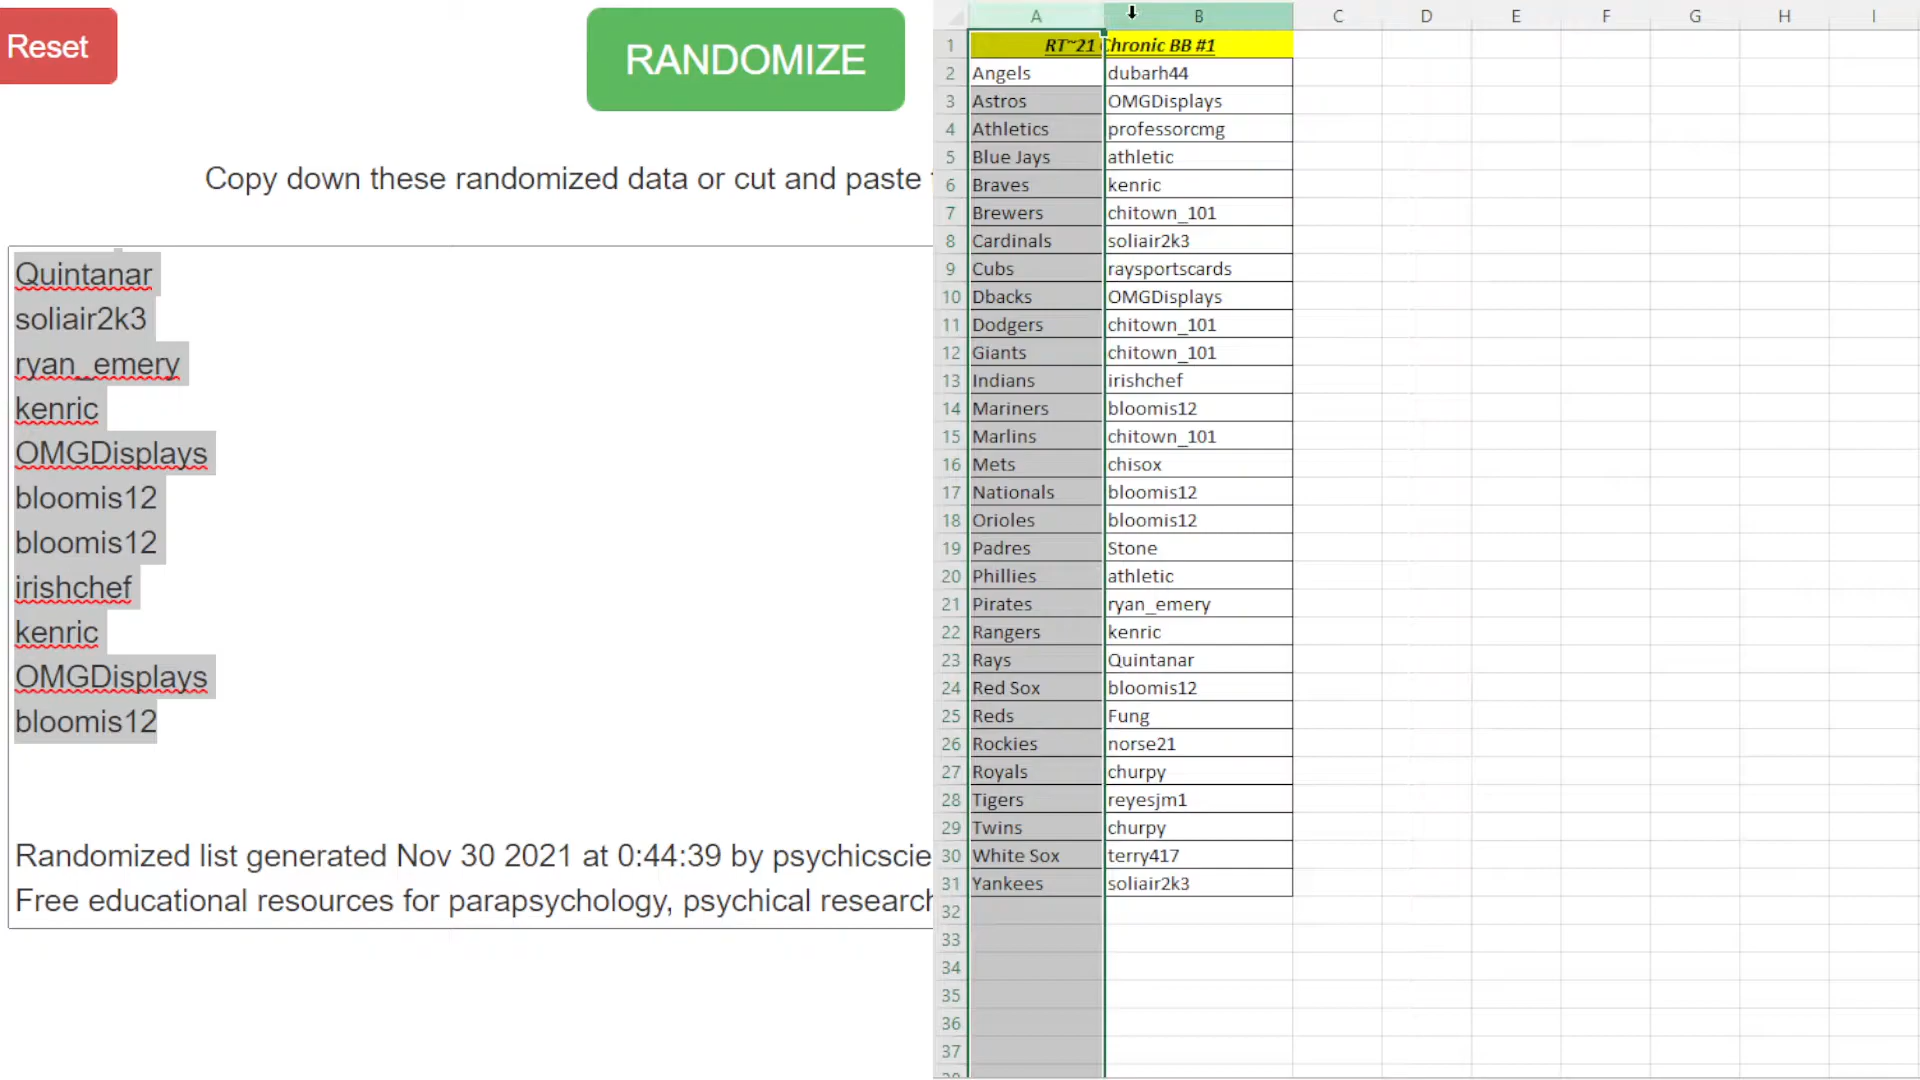 Reset
RANDOMIZE
Copy down these randomized data or cut and paste
Quintanar
soliair2k3
ryan_emery
kenric
OMGDisplays
bloomis12
bloomis12
irishchef
kenric
OMGDisplays
bloomis12
Randomized list generated Nov 30 2021 at 0:44:39 by psychicscie
Free educational resources for parapsychology, psychical research
A B C D E F G H I
1 RT~21 Chronic BB #1
2 Angels dubarh44
3 Astros OMGDisplays
4 Athletics professorcmg
5 Blue Jays athletic
6 Braves kenric
7 Brewers chitown_101
8 Cardinals soliair2k3
9 Cubs raysportscards
10 Dbacks OMGDisplays
11 Dodgers chitown_101
12 Giants chitown_101
13 Indians irishchef
14 Mariners bloomis12
15 Marlins chitown_101
16 Mets chisox
17 Nationals bloomis12
18 Orioles bloomis12
19 Padres Stone
20 Phillies athletic
21 Pirates ryan_emery
22 Rangers kenric
23 Rays Quintanar
24 Red Sox bloomis12
25 Reds Fung
26 Rockies norse21
27 Royals churpy
28 Tigers reyesjm1
29 Twins churpy
30 White Sox terry417
31 Yankees soliair2k3
32
33
34
35
36
37